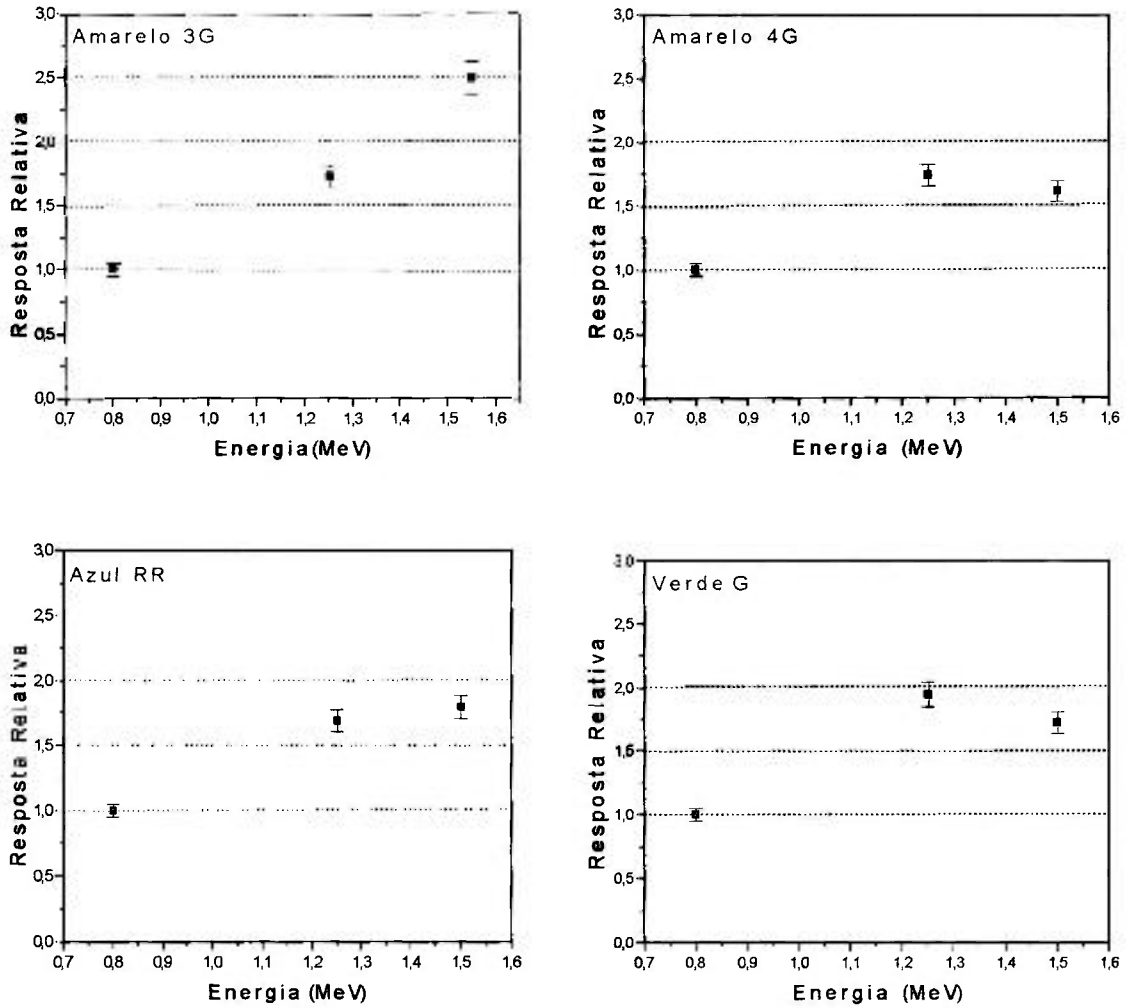 Amarelo 3G
3,0
2,5
2,0
1,5
1,0
0,5
0,0
Resposta Relativa
0,7 0,8 0,9 1,0 1,1 1,2 1,3 1,4 1,5 1,6
Energia(MeV)
Amarelo 4G
3,0
2,5
2,0
1,5
1,0
0,5
0,0
Resposta Relativa
0,7 0,8 0,9 1,0 1,1 1,2 1,3 1,4 1,5 1,6
Energia (MeV)
Azul RR
3,0
2,5
2,0
1,5
1,0
0,5
0,0
Resposta Relativa
0,7 0,8 0,9 1,0 1,1 1,2 1,3 1,4 1,5 1,6
Energia (MeV)
Verde G
3,0
2,5
2,0
1,5
1,0
0,5
0,0
Resposta Relativa
0,7 0,8 0,9 1,0 1,1 1,2 1,3 1,4 1,5 1,6
Energia (MeV)